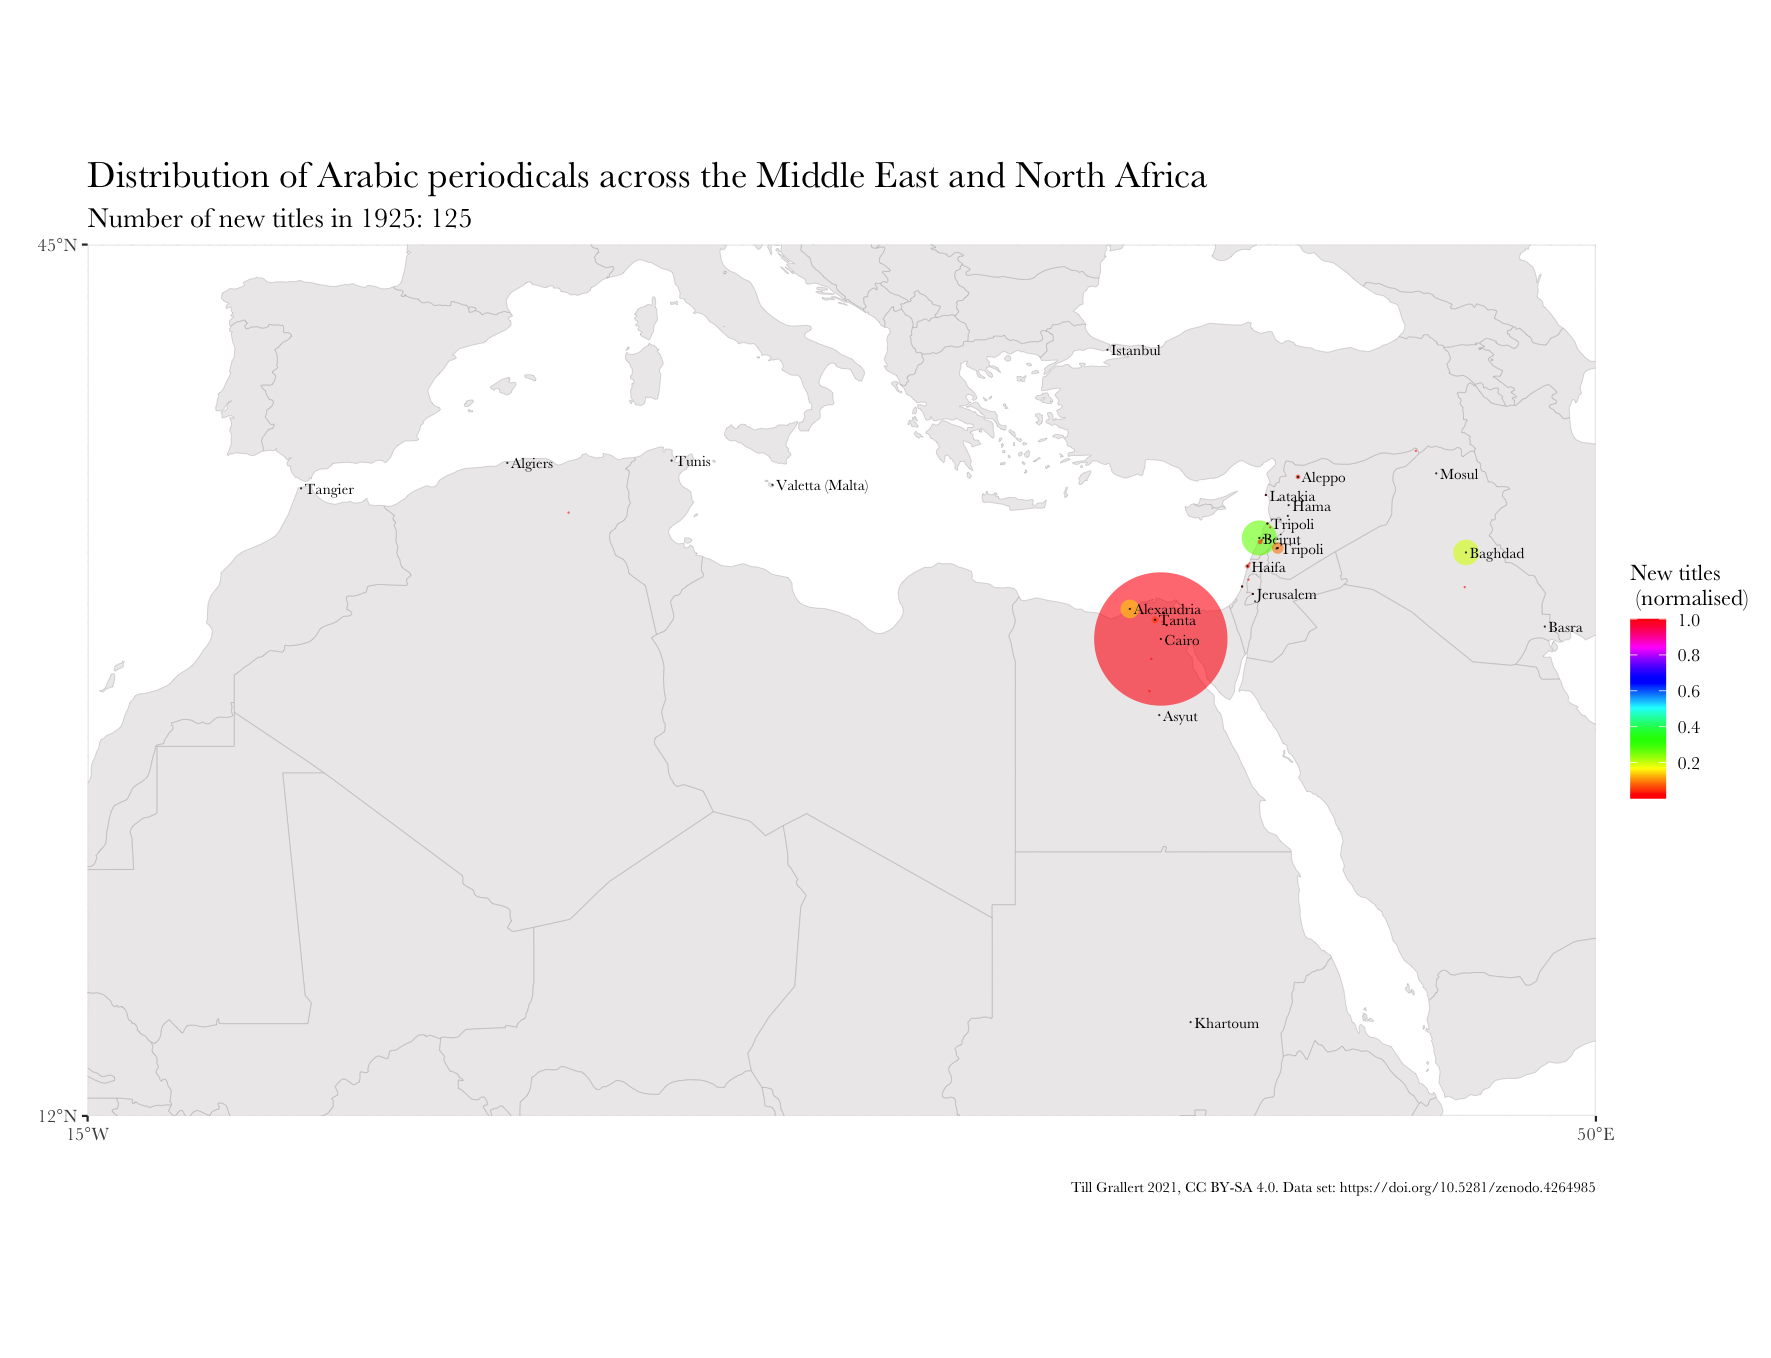 Distribution of Arabic periodicals across the Middle East and North Africa
Number of new titles in 1925: 125
45°N
Istanbul
Algiers
Tunis
Tangier
Valetta (Malta)
Aleppo
Mosul
Latakia
Hama
Tripoli
Beirut
Tripoli
Baghdad
Haifa
Jerusalem
Alexandria
Tanta
Cairo
Basra
Asyut
Khartoum
12°N
15°W
50°E
New titles
(normalised)
1.0
0.8
0.6
0.4
0.2
Till Grallert 2021, CC BY-SA 4.0. Data set: https://doi.org/10.5281/zenodo.4264985